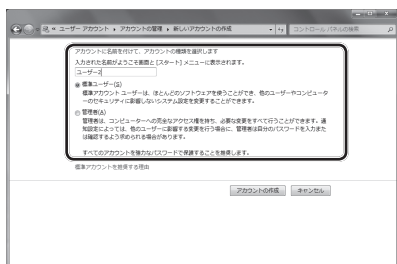 « ユーザー アカウント ▸ アカウントの管理 ▸ 新しいアカウントの作成
コントロール パネルの検索
アカウントに名前を付けて、アカウントの種類を選択します
入力された名前がようこそ画面と [スタート] メニューに表示されます。
ユーザー2
標準ユーザー(S)
標準アカウント ユーザーは、ほとんどのソフトウェアを使うことができ、他のユーザーやコンピュータ
ーのセキュリティに影響しないシステム設定を変更することができます。
管理者(A)
管理者は、コンピューターへの完全なアクセス権を持ち、必要な変更をすべて行うことができます。通
知設定によっては、他のユーザーに影響する変更を行う場合に、管理者は自分のパスワードを入力また
は確認するよう求められる場合があります。
すべてのアカウントを強力なパスワードで保護することを推奨します。
標準アカウントを推奨する理由
アカウントの作成
キャンセル